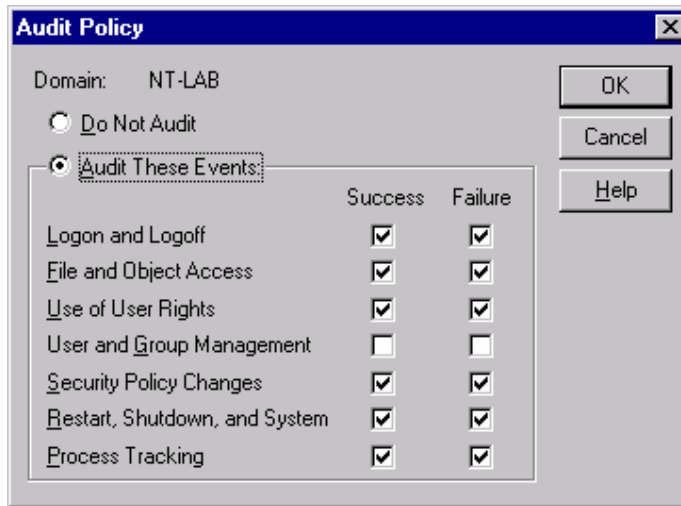 Audit Policy
Domain: NT-LAB
OK
Do Not Audit
Cancel
Audit These Events:
Help
Success Failure
Logon and Logoff
File and Object Access
Use of User Rights
User and Group Management
Security Policy Changes
Restart, Shutdown, and System
Process Tracking